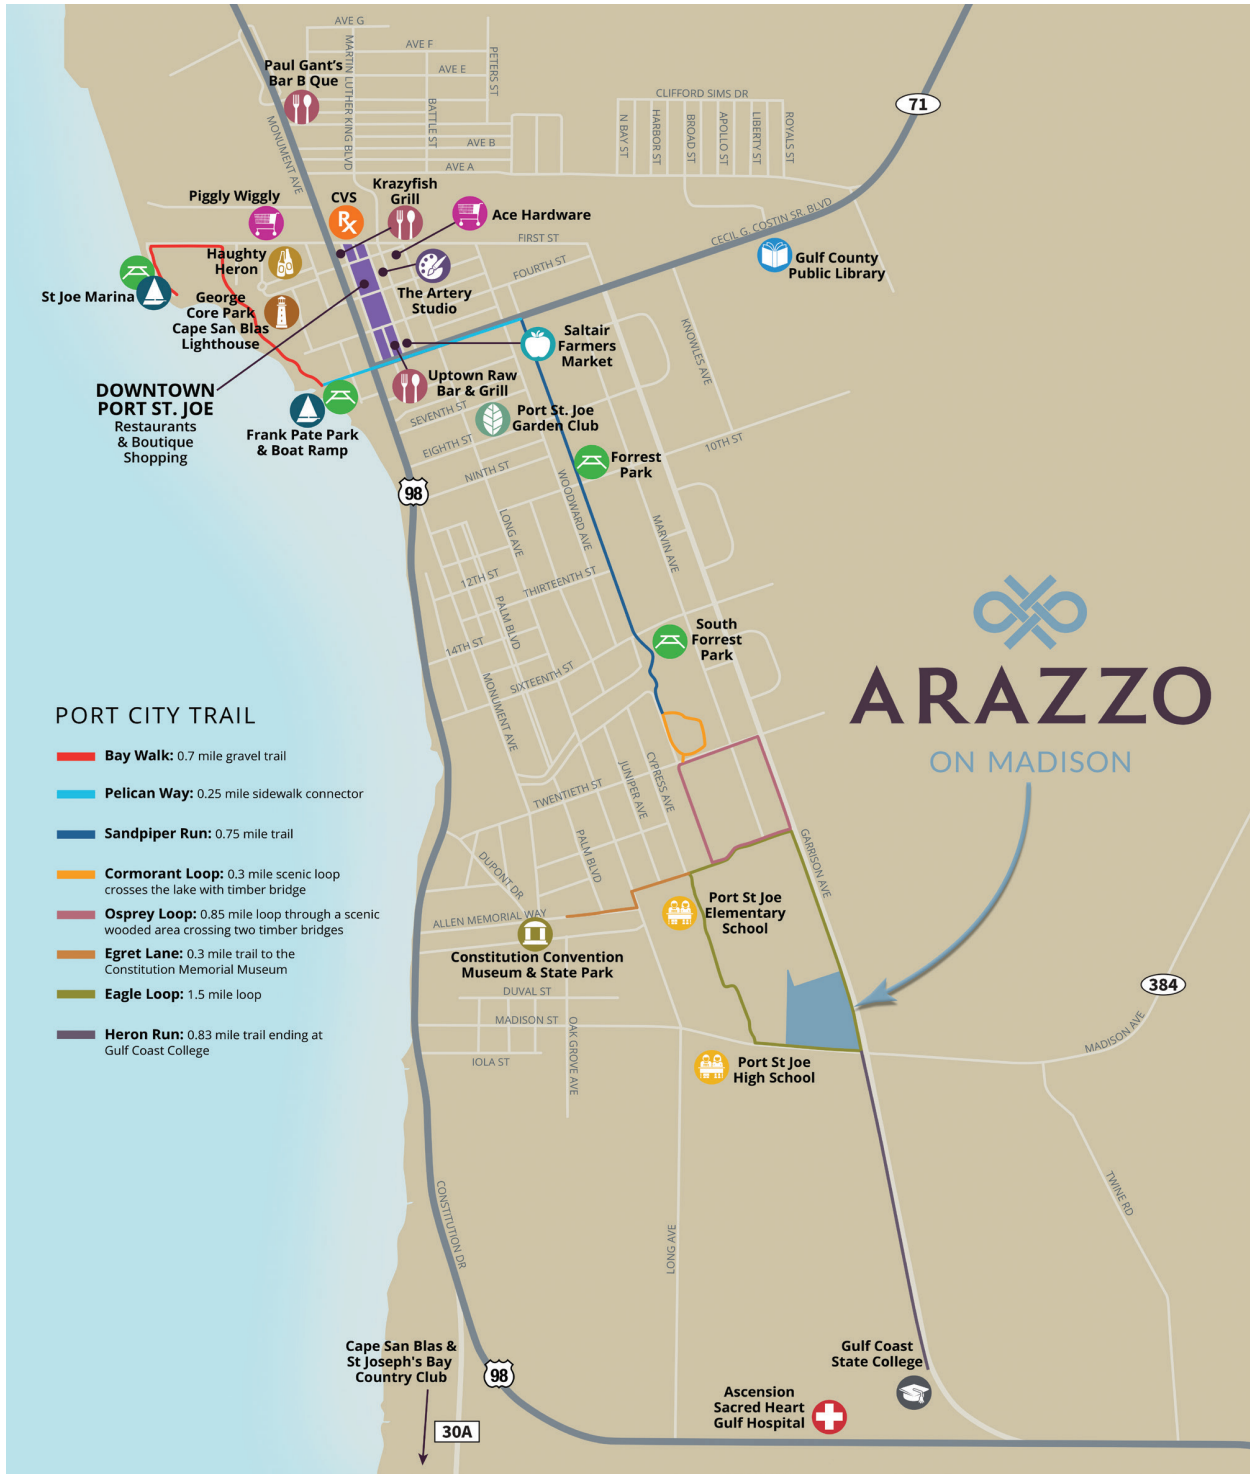 AVE G
AVE F
AVE E
MARTIN LUTHER KING BLVD
PETERS ST
BATTLE ST
AVE B
AVE A
Paul Gant's
Bar B Que
MONUMENT AVE
CLIFFORD SIMS DR
N BAY ST
HARBOR ST
BROAD ST
APOLLO ST
LIBERTY ST
ROYALS ST
71
Piggly Wiggly
CVS
RX
Krazyfish
Grill
Ace Hardware
FIRST ST
CECIL G. COSTIN SR. BLVD
Gulf County
Public Library
Haughty
Heron
The Artery
Studio
FOURTH ST
St Joe Marina
George
Core Park
Cape San Blas
Lighthouse
Saltair
Farmers
Market
KNOWLES AVE
DOWNTOWN
PORT ST. JOE
Restaurants
& Boutique
Shopping
Uptown Raw
Bar & Grill
Frank Pate Park
& Boat Ramp
SEVENTH ST
EIGHTH ST
NINTH ST
Port St. Joe
Garden Club
10TH ST
Forrest
Park
98
WOODWARD AVE
LONG AVE
MARVIN AVE
12TH ST
THIRTEENTH ST
PALM BLVD
14TH ST
SIXTEENTH ST
MONUMENT AVE
South
Forrest
Park
ARAZZO
ON MADISON
PORT CITY TRAIL
Bay Walk: 0.7 mile gravel trail
Pelican Way: 0.25 mile sidewalk connector
Sandpiper Run: 0.75 mile trail
Cormorant Loop: 0.3 mile scenic loop
crosses the lake with timber bridge
Osprey Loop: 0.85 mile loop through a scenic
wooded area crossing two timber bridges
Egret Lane: 0.3 mile trail to the
Constitution Memorial Museum
Eagle Loop: 1.5 mile loop
Heron Run: 0.83 mile trail ending at
Gulf Coast College
JUNIPER AVE
CYPRESS AVE
TWENTIETH ST
PALM BLVD
DUPONT DR
GARRISON AVE
ALLEN MEMORIAL WAY
Port St Joe
Elementary
School
Constitution Convention
Museum & State Park
DUVAL ST
MADISON ST
IOLA ST
OAK GROVE AVE
Port St Joe
High School
384
MADISON AVE
TWINE RD
CONSTITUTION DR
LONG AVE
Cape San Blas &
St Joseph's Bay
Country Club
98
30A
Gulf Coast
State College
Ascension
Sacred Heart
Gulf Hospital